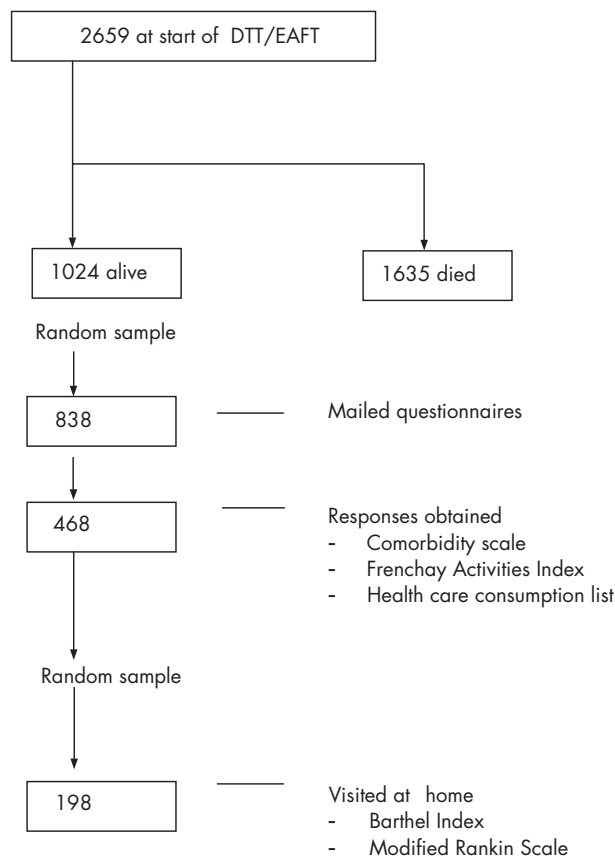 2659 at start of DTT/EAFT
1024 alive
1635 died
Random sample
838
Mailed questionnaires
468
Responses obtained
- Comorbidity scale
- Frenchay Activities Index
- Health care consumption list
Random sample
198
Visited at home
- Barthel Index
- Modified Rankin Scale